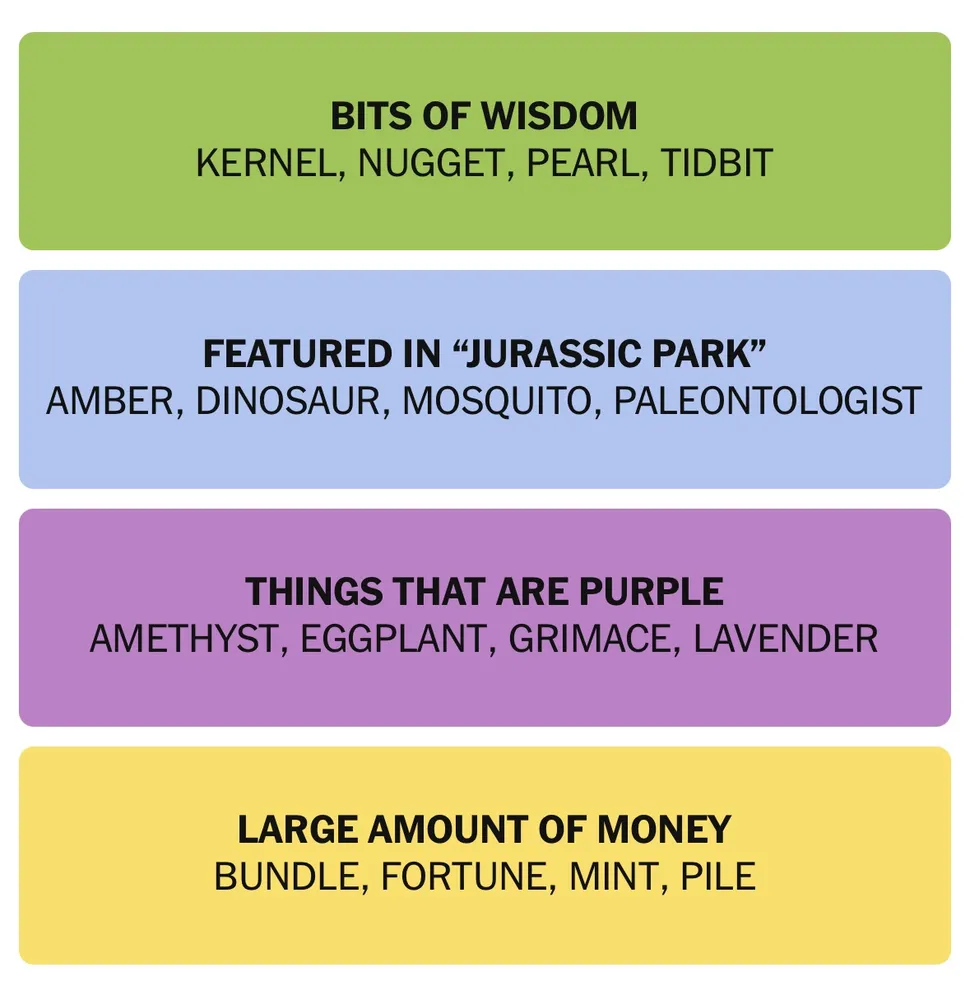 BITS OF WISDOM
KERNEL, NUGGET, PEARL, TIDBIT
FEATURED IN “JURASSIC PARK”
AMBER, DINOSAUR, MOSQUITO, PALEONTOLOGIST
THINGS THAT ARE PURPLE
AMETHYST, EGGPLANT, GRIMACE, LAVENDER
LARGE AMOUNT OF MONEY
BUNDLE, FORTUNE, MINT, PILE